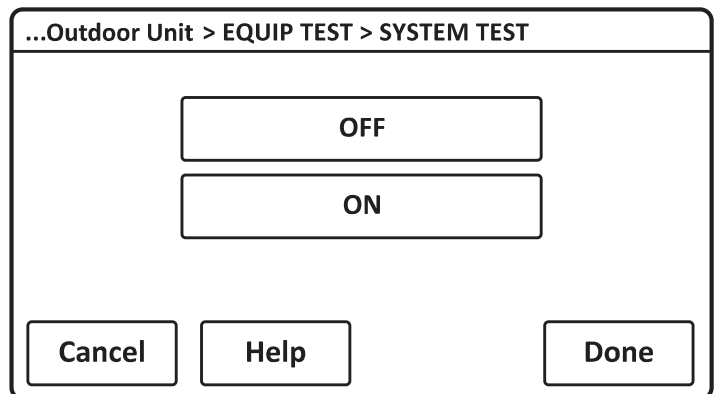 ...Outdoor Unit > EQUIP TEST > SYSTEM TEST
OFF
ON
Cancel Help Done